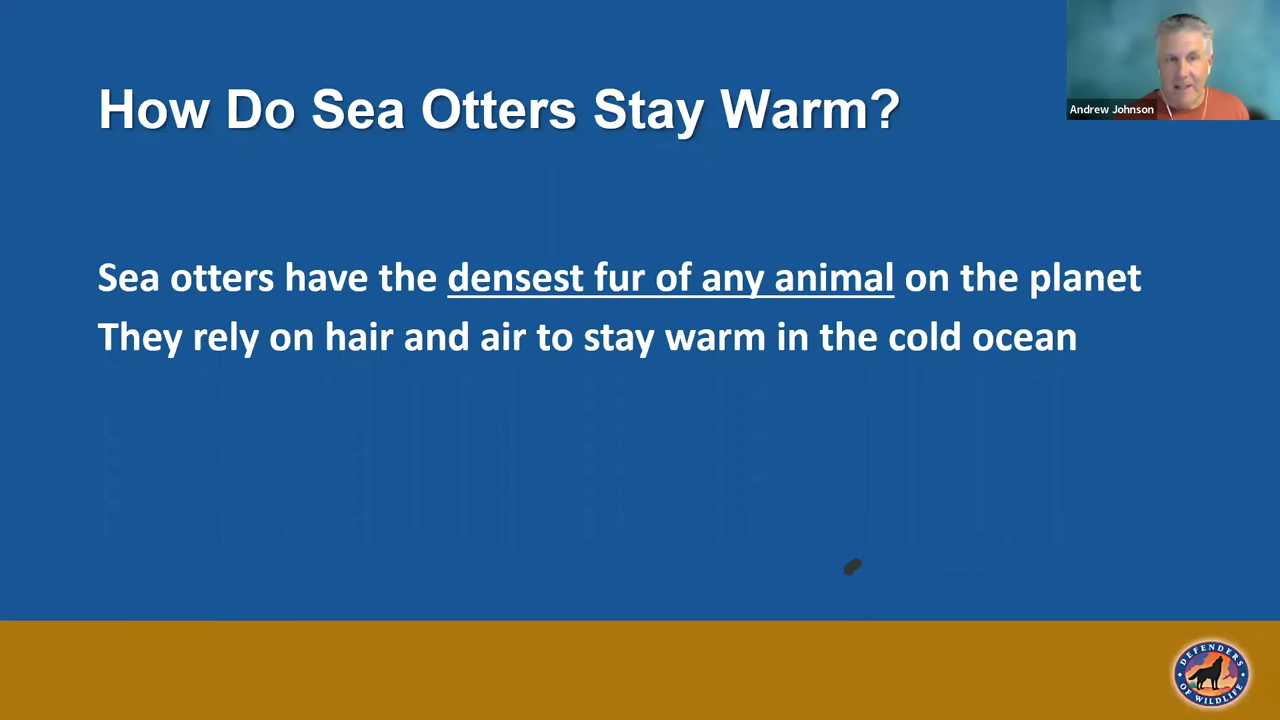 How Do Sea Otters Stay Warm?
Andrew Johnson
Sea otters have the densest fur of any animal on the planet
They rely on hair and air to stay warm in the cold ocean
DEFENDERS
OF WILDLIFE